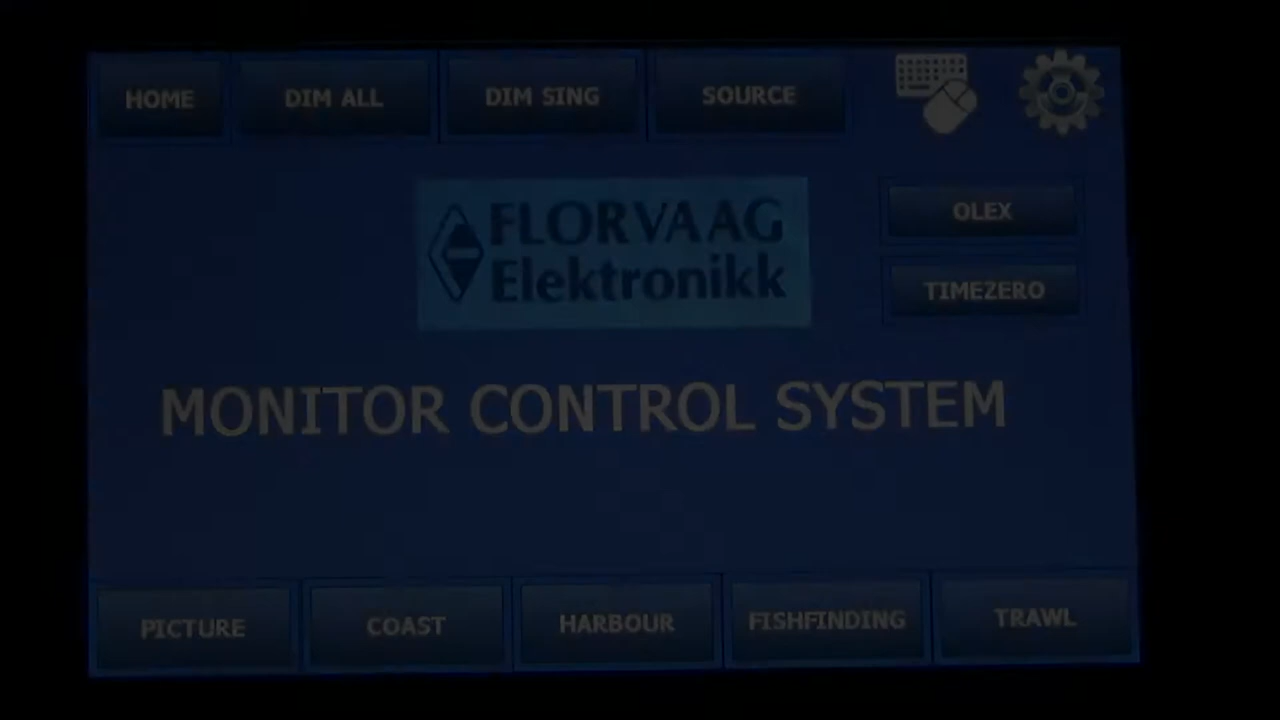 HOME
DIM ALL
DIM SING
SOURCE
FLORVAAG
Elektronikk
OLEX
TIMEZERO
MONITOR CONTROL SYSTEM
PICTURE
COAST
HARBOUR
FISHFINDING
TRAWL